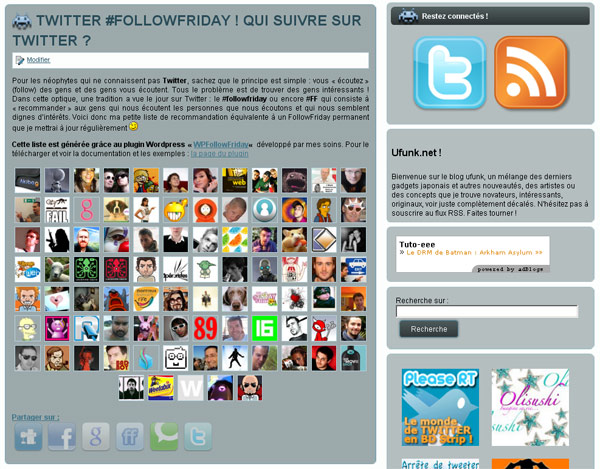 TWITTER #FOLLOWFRIDAY ! QUI SUIVRE SUR
TWITTER ?
Modifier
Pour les néophytes qui ne connaissent pas Twitter, sachez que le principe est simple : vous « écoutez »
(follow) des gens et des gens vous écoutent. Tous le problème est de trouver des gens intéressants !
Dans cette optique, une tradition a vue le jour sur Twitter : le #followfriday ou encore #FF qui consiste à
« recommander » aux gens qui nous écoutent les personnes que nous écoutons et qui nous semblent
dignes d'intérêts. Voici donc ma petite liste de recommandation équivalente à un FollowFriday permanent
que je mettrai à jour régulièrement
Cette liste est générée grâce au plugin Wordpress « WPFollowFriday« développé par mes soins. Pour le
télécharger et voir la documentation et les exemples : la page du plugin
web
CITY
FAIL
g
89
16
W
Partager sur :
f
g
ff
t
Restez connectés !
t
Ufunk.net !
Bienvenue sur le blog ufunk, un mélange des derniers
gadgets japonais et autres nouveautés, des artistes ou
des concepts que je trouve novateurs, intéressants,
originaux, voir juste complètement décalés. N'hésitez pas à
souscrire au flux RSS. Faites tourner !
Tuto-eee
» Le DRM de Batman : Arkham Asylum »»
powered by adBloge
Recherche sur :
Recherche
Please RT
Le monde
de TWITTER
en BD Strip !
Olisushi
Arrête de tweeter